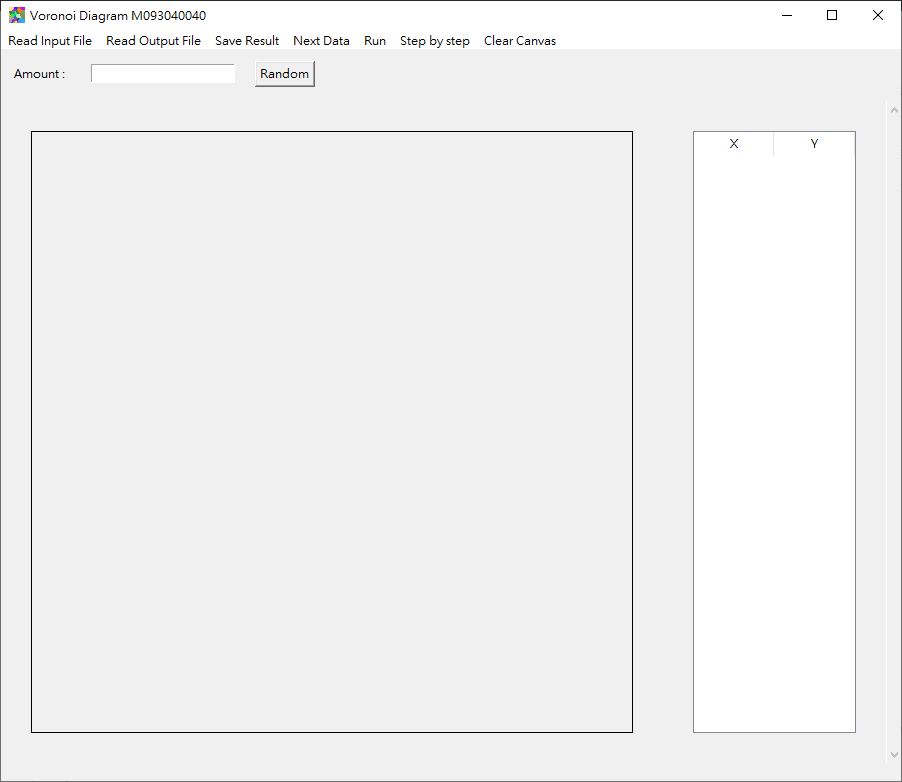 Voronoi Diagram M093040040
Read Input File Read Output File Save Result Next Data Run Step by step Clear Canvas
Amount : Random
X Y